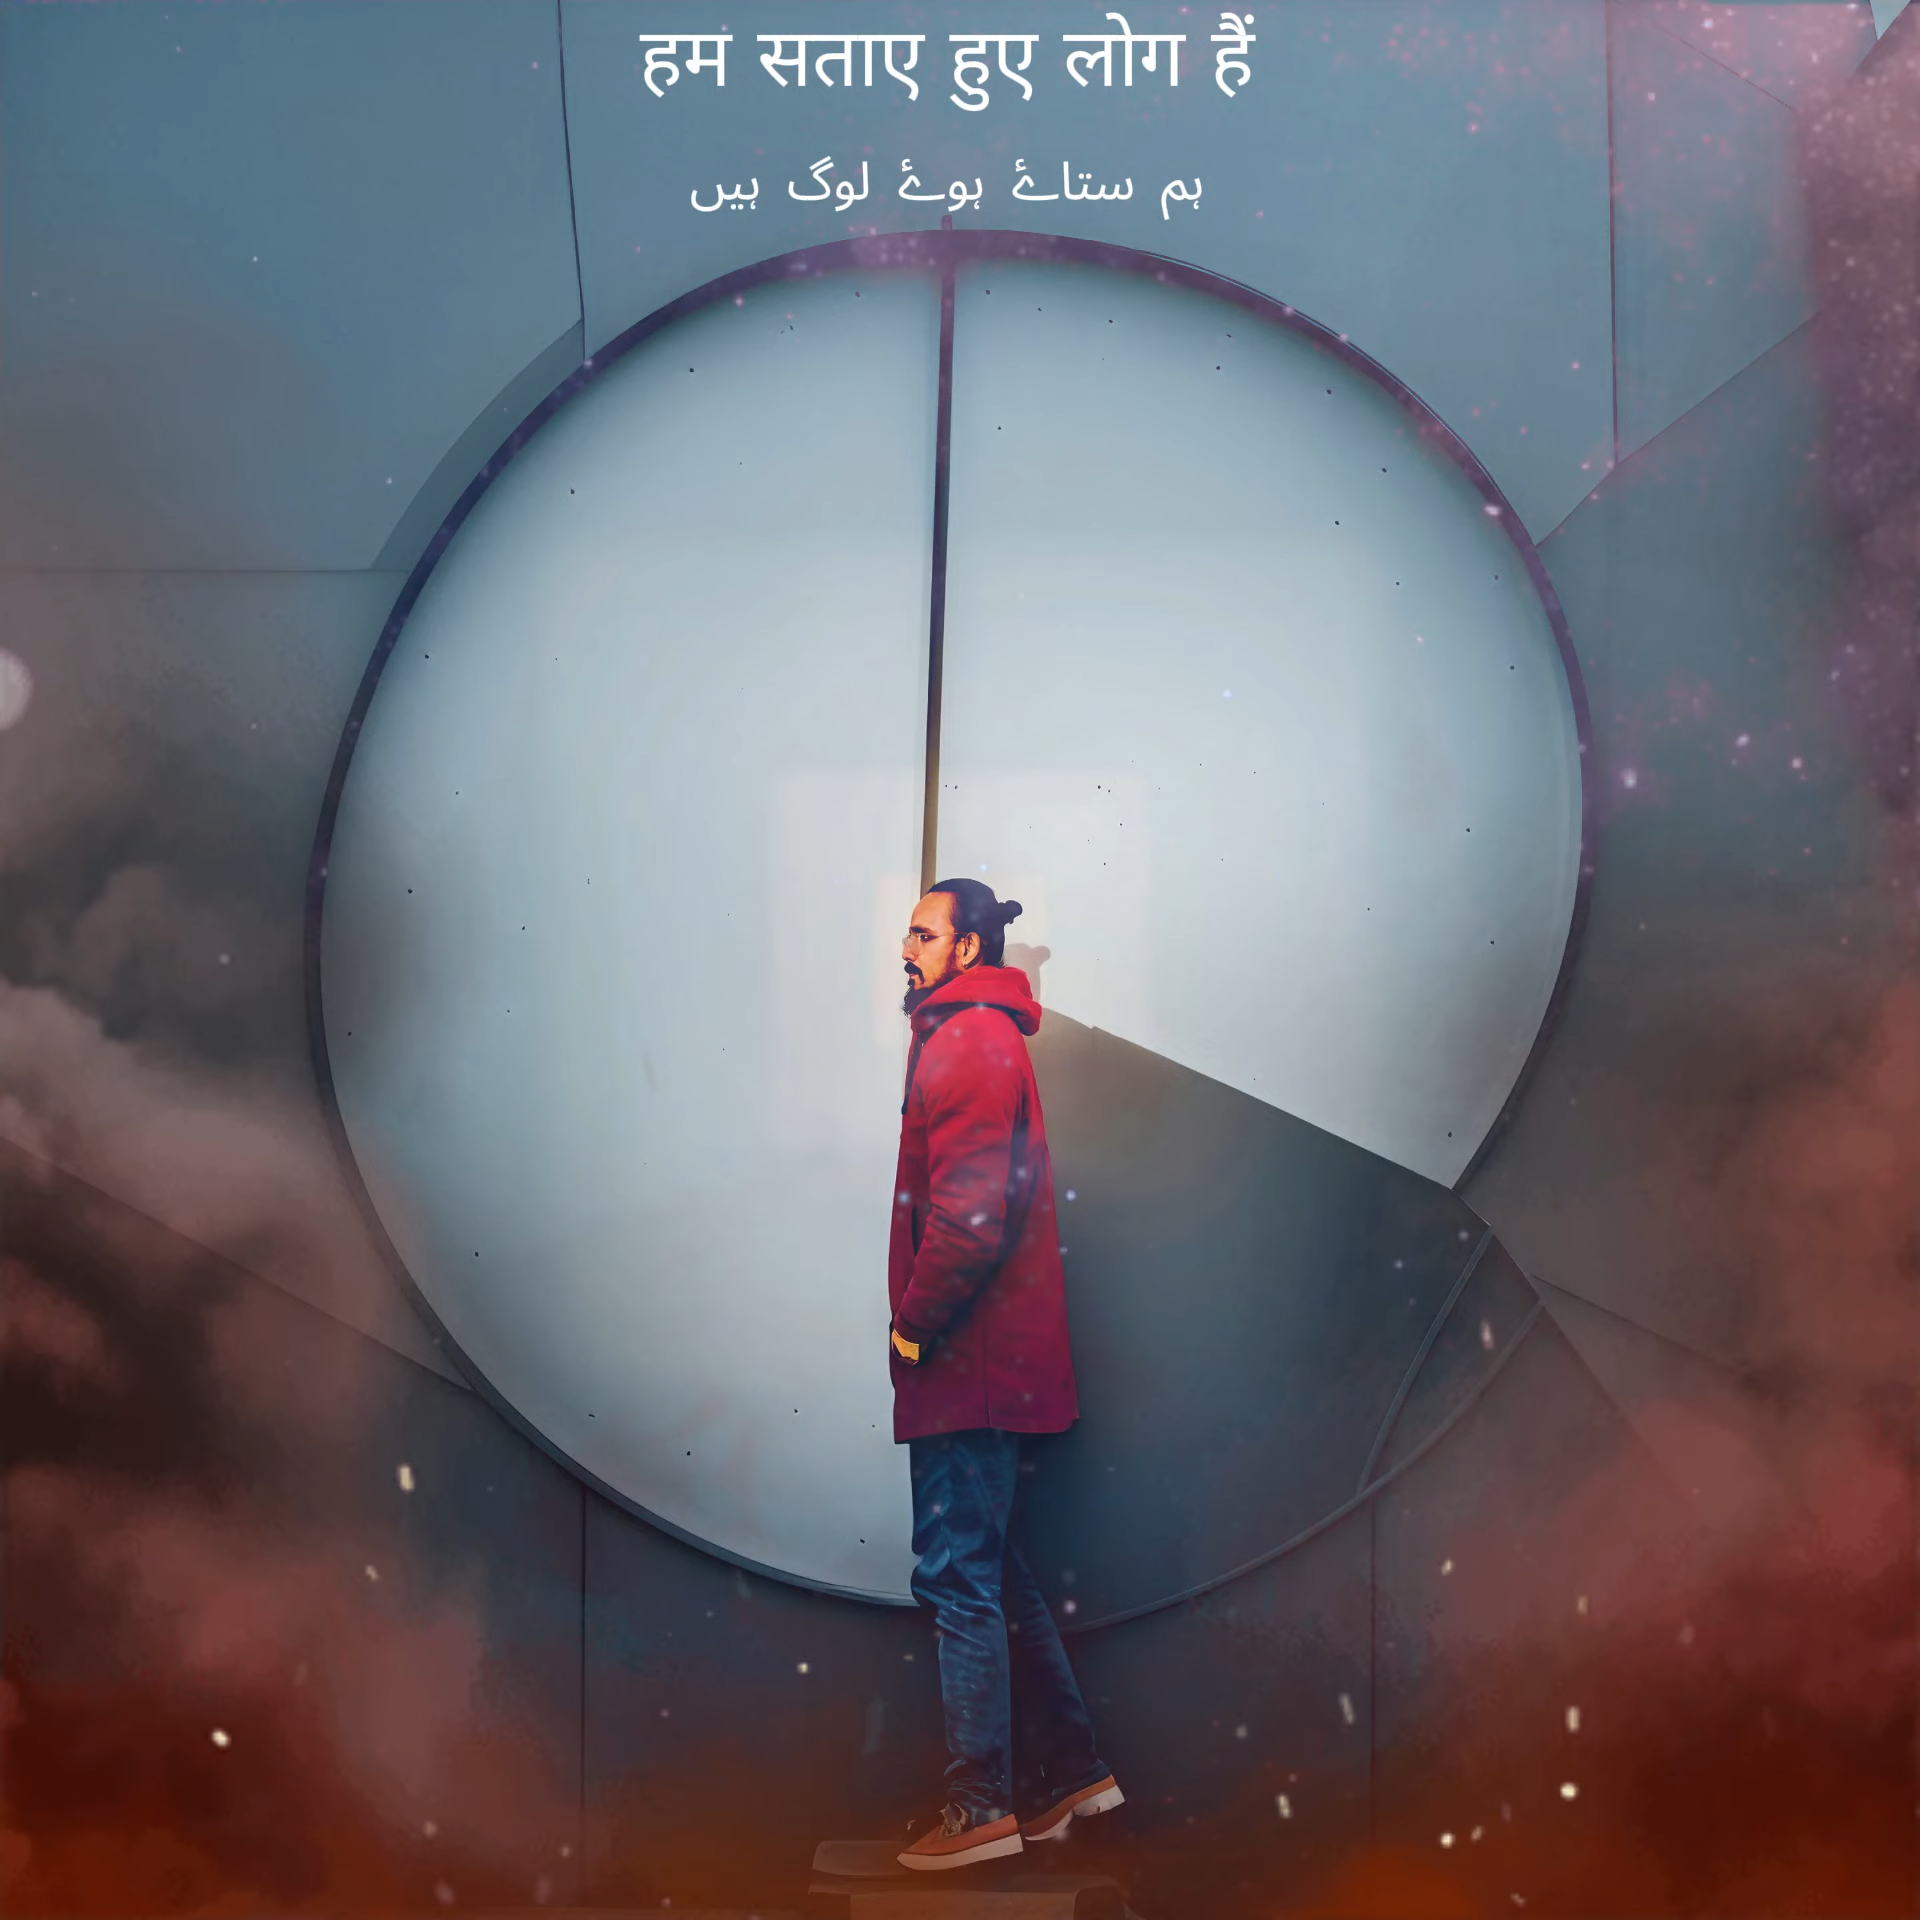 हम सताए हुए लोग हैं
ہم ستائے ہوئے لوگ ہیں